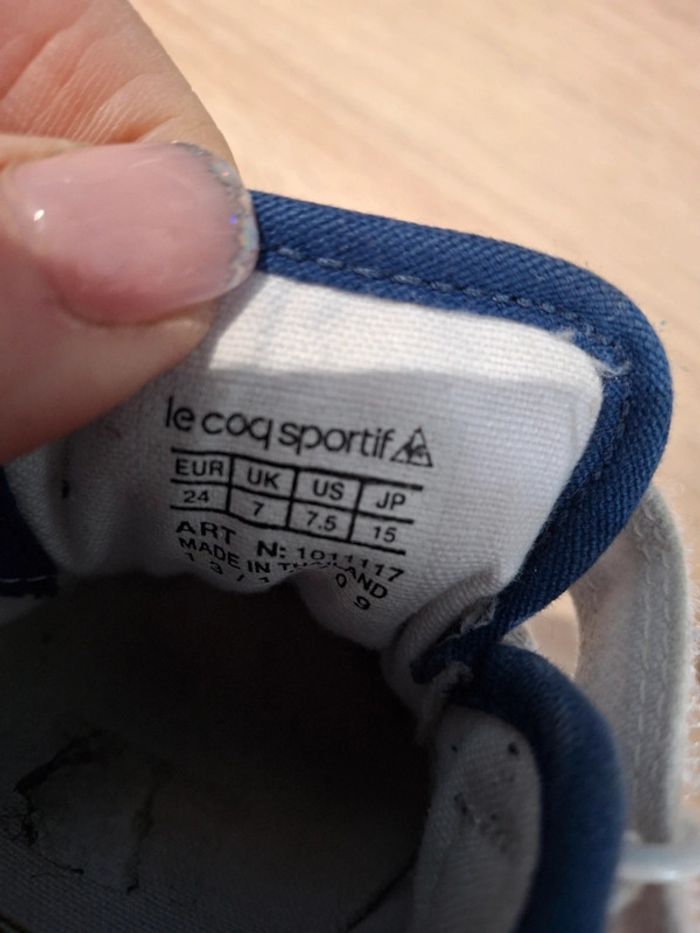 le coq sportif
EUR UK US JP
24 7 7.5 15
ART N: 1011117
MADE IN THAILAND